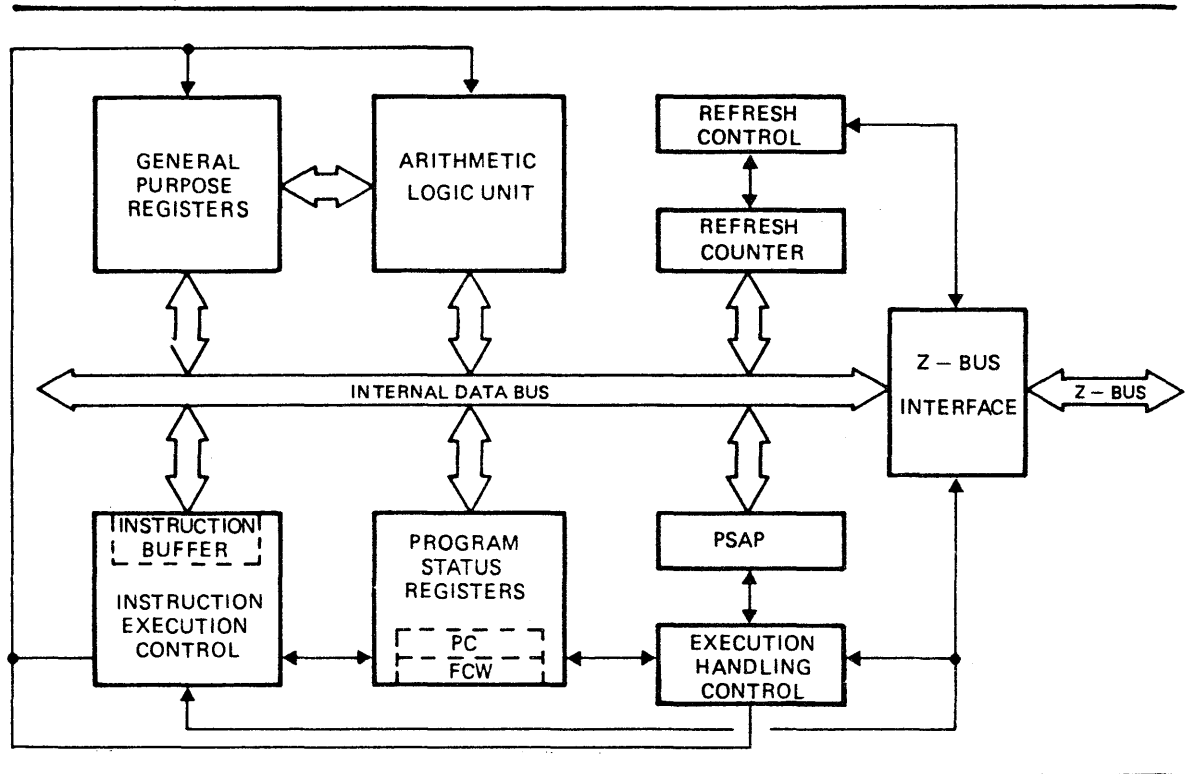 GENERAL
PURPOSE
REGISTERS
ARITHMETIC
LOGIC UNIT
REFRESH
CONTROL
REFRESH
COUNTER
Z – BUS
INTERFACE
Z – BUS
INTERNAL DATA BUS
INSTRUCTION
BUFFER
INSTRUCTION
EXECUTION
CONTROL
PROGRAM
STATUS
REGISTERS
PC
FCW
PSAP
EXECUTION
HANDLING
CONTROL